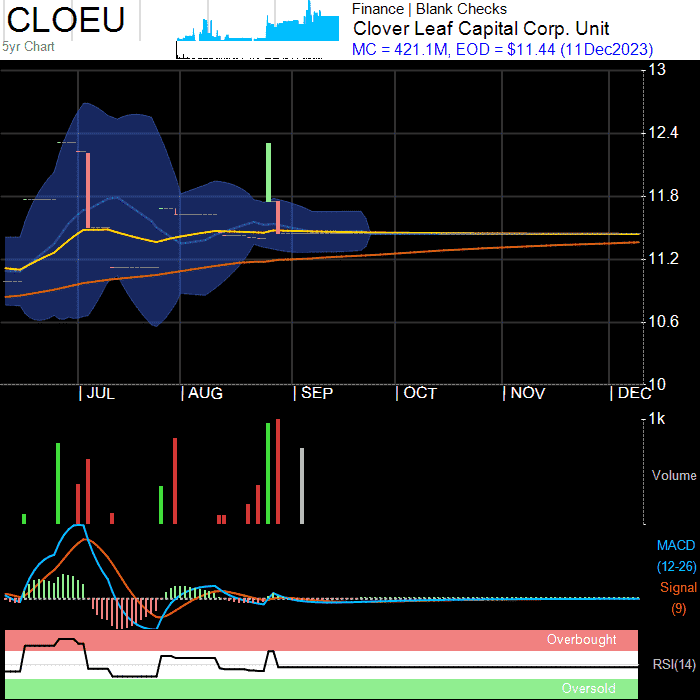 CLOEU
5yr Chart
Finance | Blank Checks
Clover Leaf Capital Corp. Unit
MC = 421.1M, EOD = $11.44 (11Dec2023)
13
12.4
11.8
11.2
10.6
10
| JUL
| AUG
| SEP
| OCT
| NOV
| DEC
1k
Volume
MACD
(12-26)
Signal
(9)
Overbought
RSI(14)
Oversold